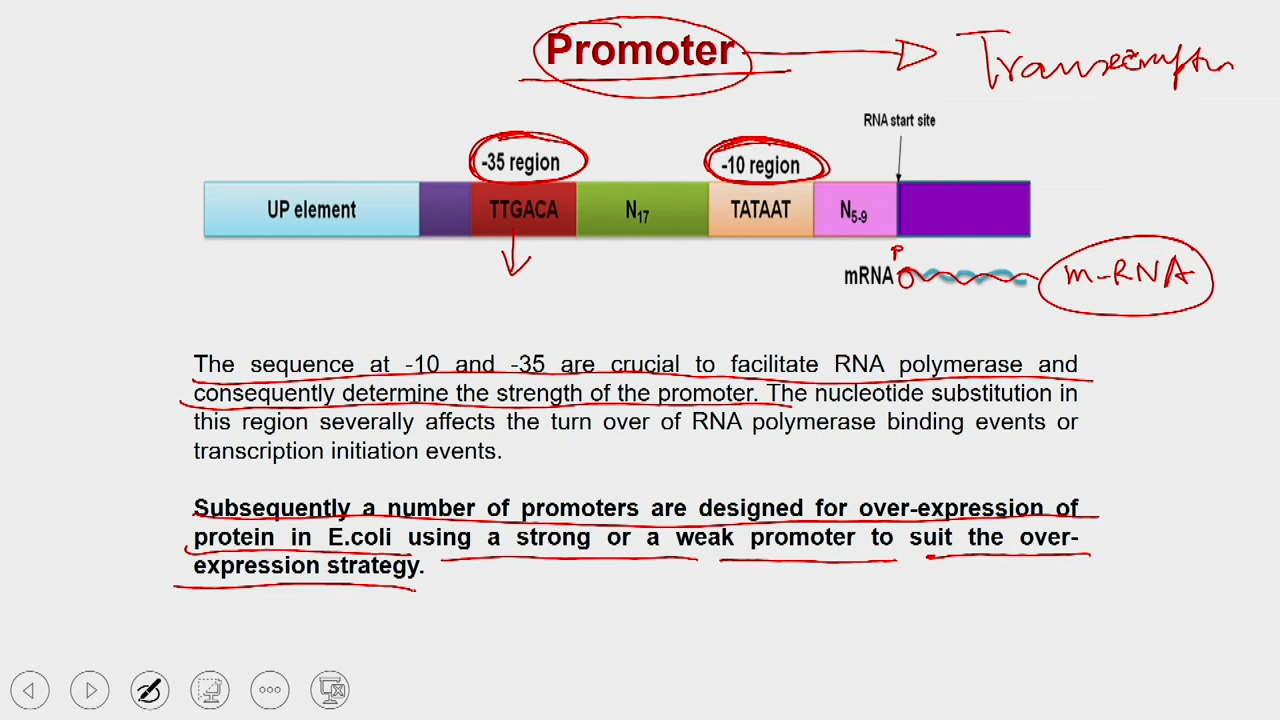 Promoter
Transcription
RNA start site
-35 region
-10 region
UP element
TTGACA
N17
TATAAT
N5-9
P
mRNA
m-RNA
The sequence at -10 and -35 are crucial to facilitate RNA polymerase and
consequently determine the strength of the promoter. The nucleotide substitution in
this region severally affects the turn over of RNA polymerase binding events or
transcription initiation events.
Subsequently a number of promoters are designed for over-expression of
protein in E.coli using a strong or a weak promoter to suit the over-
expression strategy.